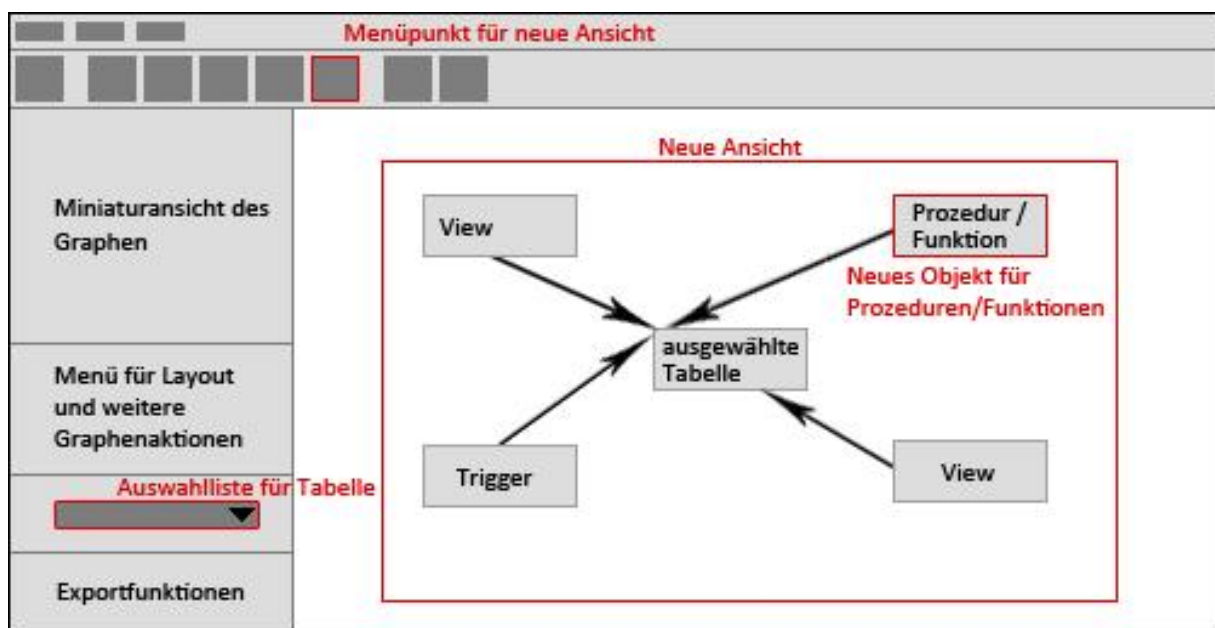 Menüpunkt für neue Ansicht
Neue Ansicht
Miniaturansicht des
Graphen
View
Prozedur /
Funktion
Neues Objekt für
Prozeduren/Funktionen
ausgewählte
Tabelle
Menü für Layout
und weitere
Graphenaktionen
Trigger
View
Auswahlliste für Tabelle
Exportfunktionen